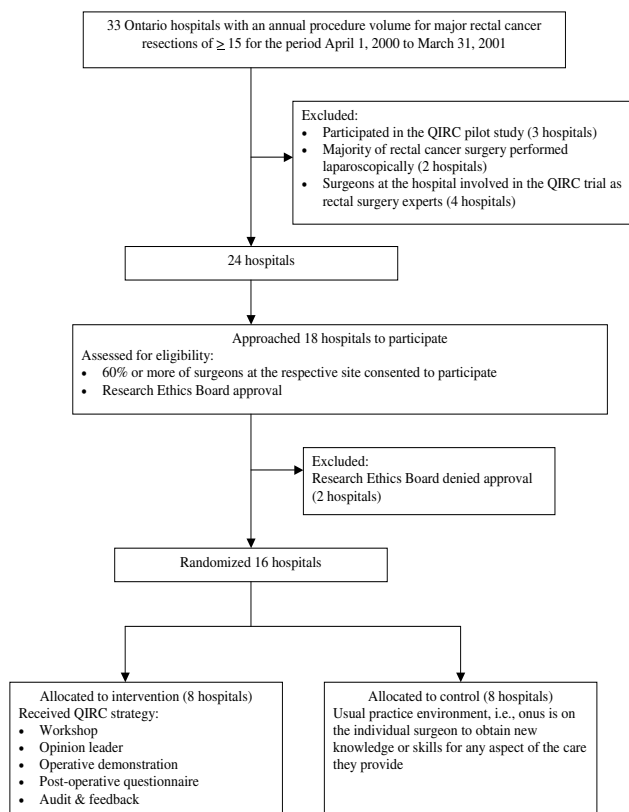 33 Ontario hospitals with an annual procedure volume for major rectal cancer
resections of ≥ 15 for the period April 1, 2000 to March 31, 2001
Excluded:
• Participated in the QIRC pilot study (3 hospitals)
• Majority of rectal cancer surgery performed
laparoscopically (2 hospitals)
• Surgeons at the hospital involved in the QIRC trial as
rectal surgery experts (4 hospitals)
24 hospitals
Approached 18 hospitals to participate
Assessed for eligibility:
• 60% or more of surgeons at the respective site consented to participate
• Research Ethics Board approval
Excluded:
Research Ethics Board denied approval
(2 hospitals)
Randomized 16 hospitals
Allocated to intervention (8 hospitals)
Received QIRC strategy:
• Workshop
• Opinion leader
• Operative demonstration
• Post-operative questionnaire
• Audit & feedback
Allocated to control (8 hospitals)
Usual practice environment, i.e., onus is on
the individual surgeon to obtain new
knowledge or skills for any aspect of the care
they provide